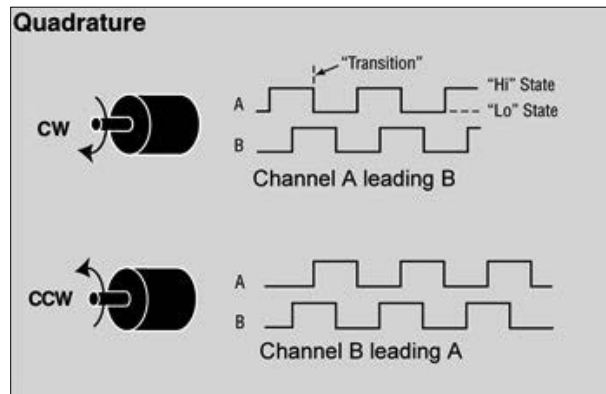 Quadrature
“Transition”
“Hi” State
A
“Lo” State
CW
B
Channel A leading B
A
CCW
B
Channel B leading A